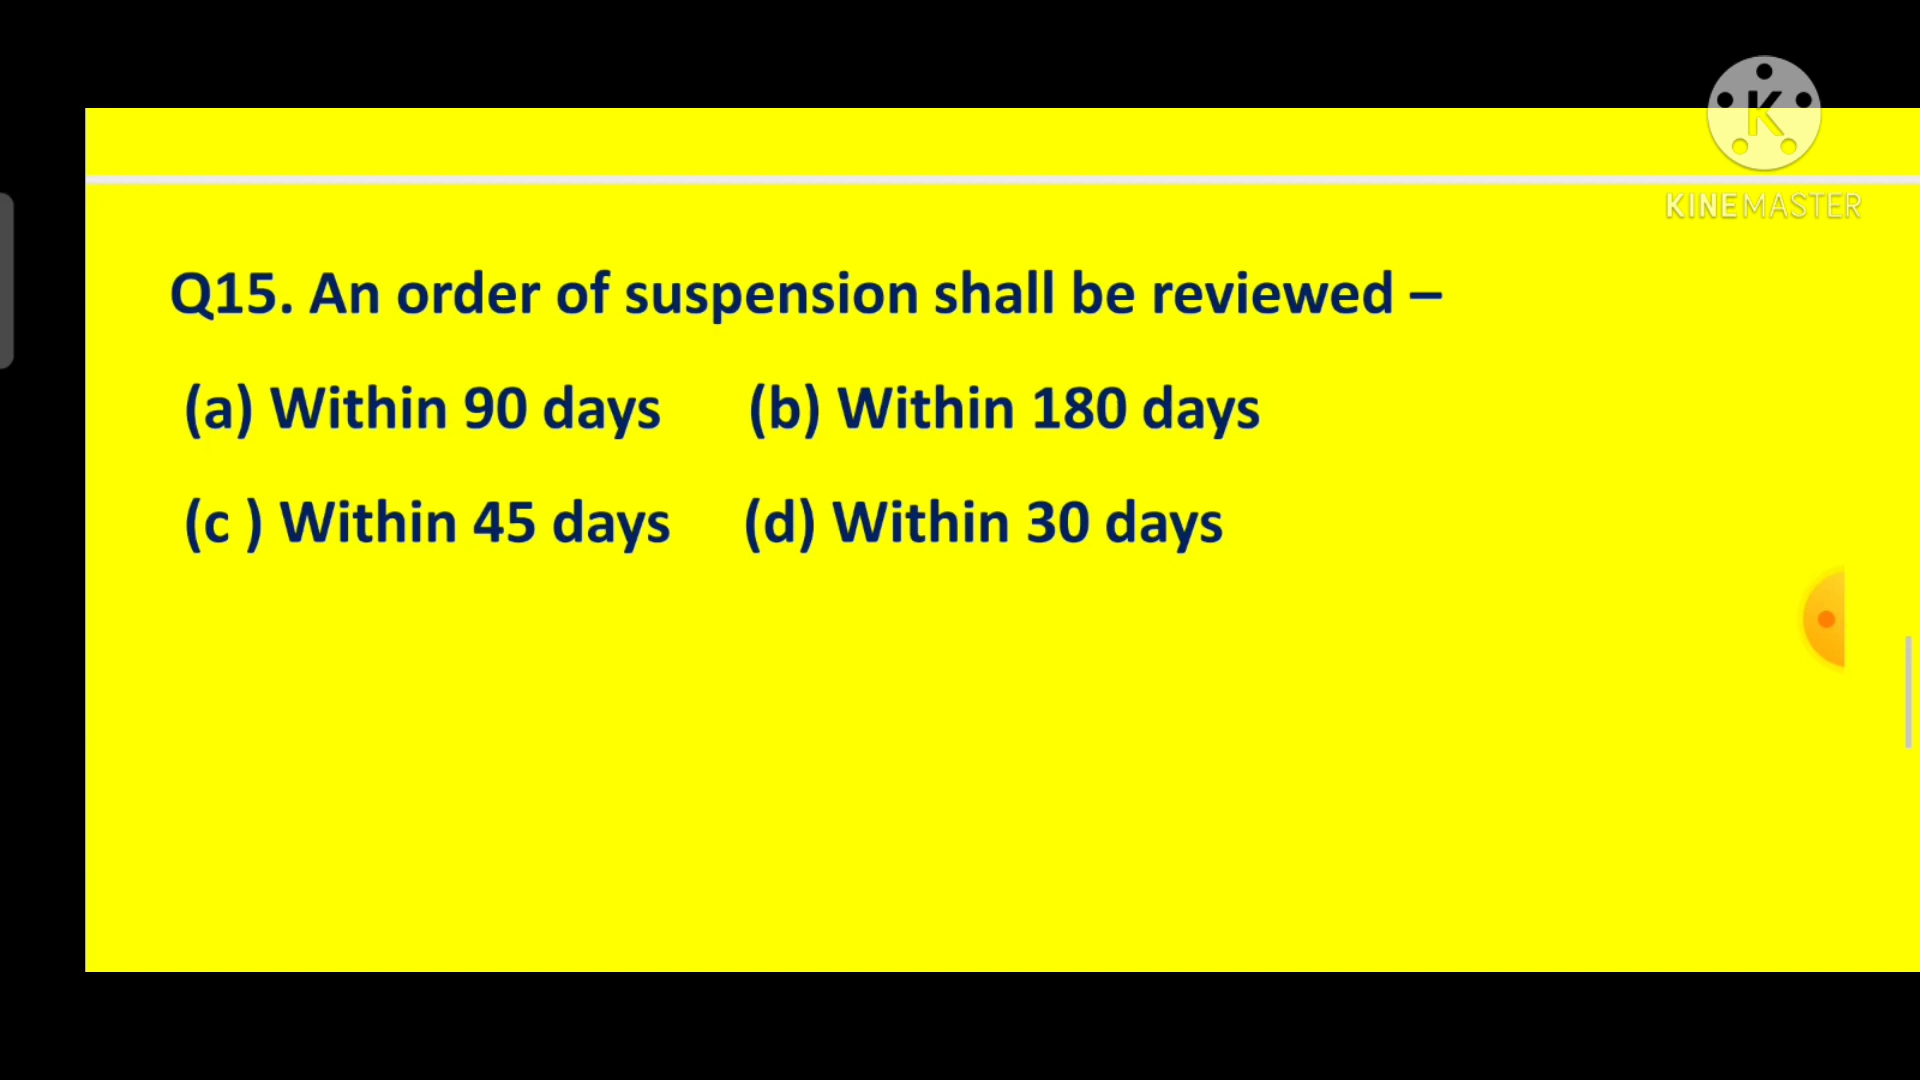 K
KINEMASTER
Q15. An order of suspension shall be reviewed –
(a) Within 90 days (b) Within 180 days
(c ) Within 45 days (d) Within 30 days